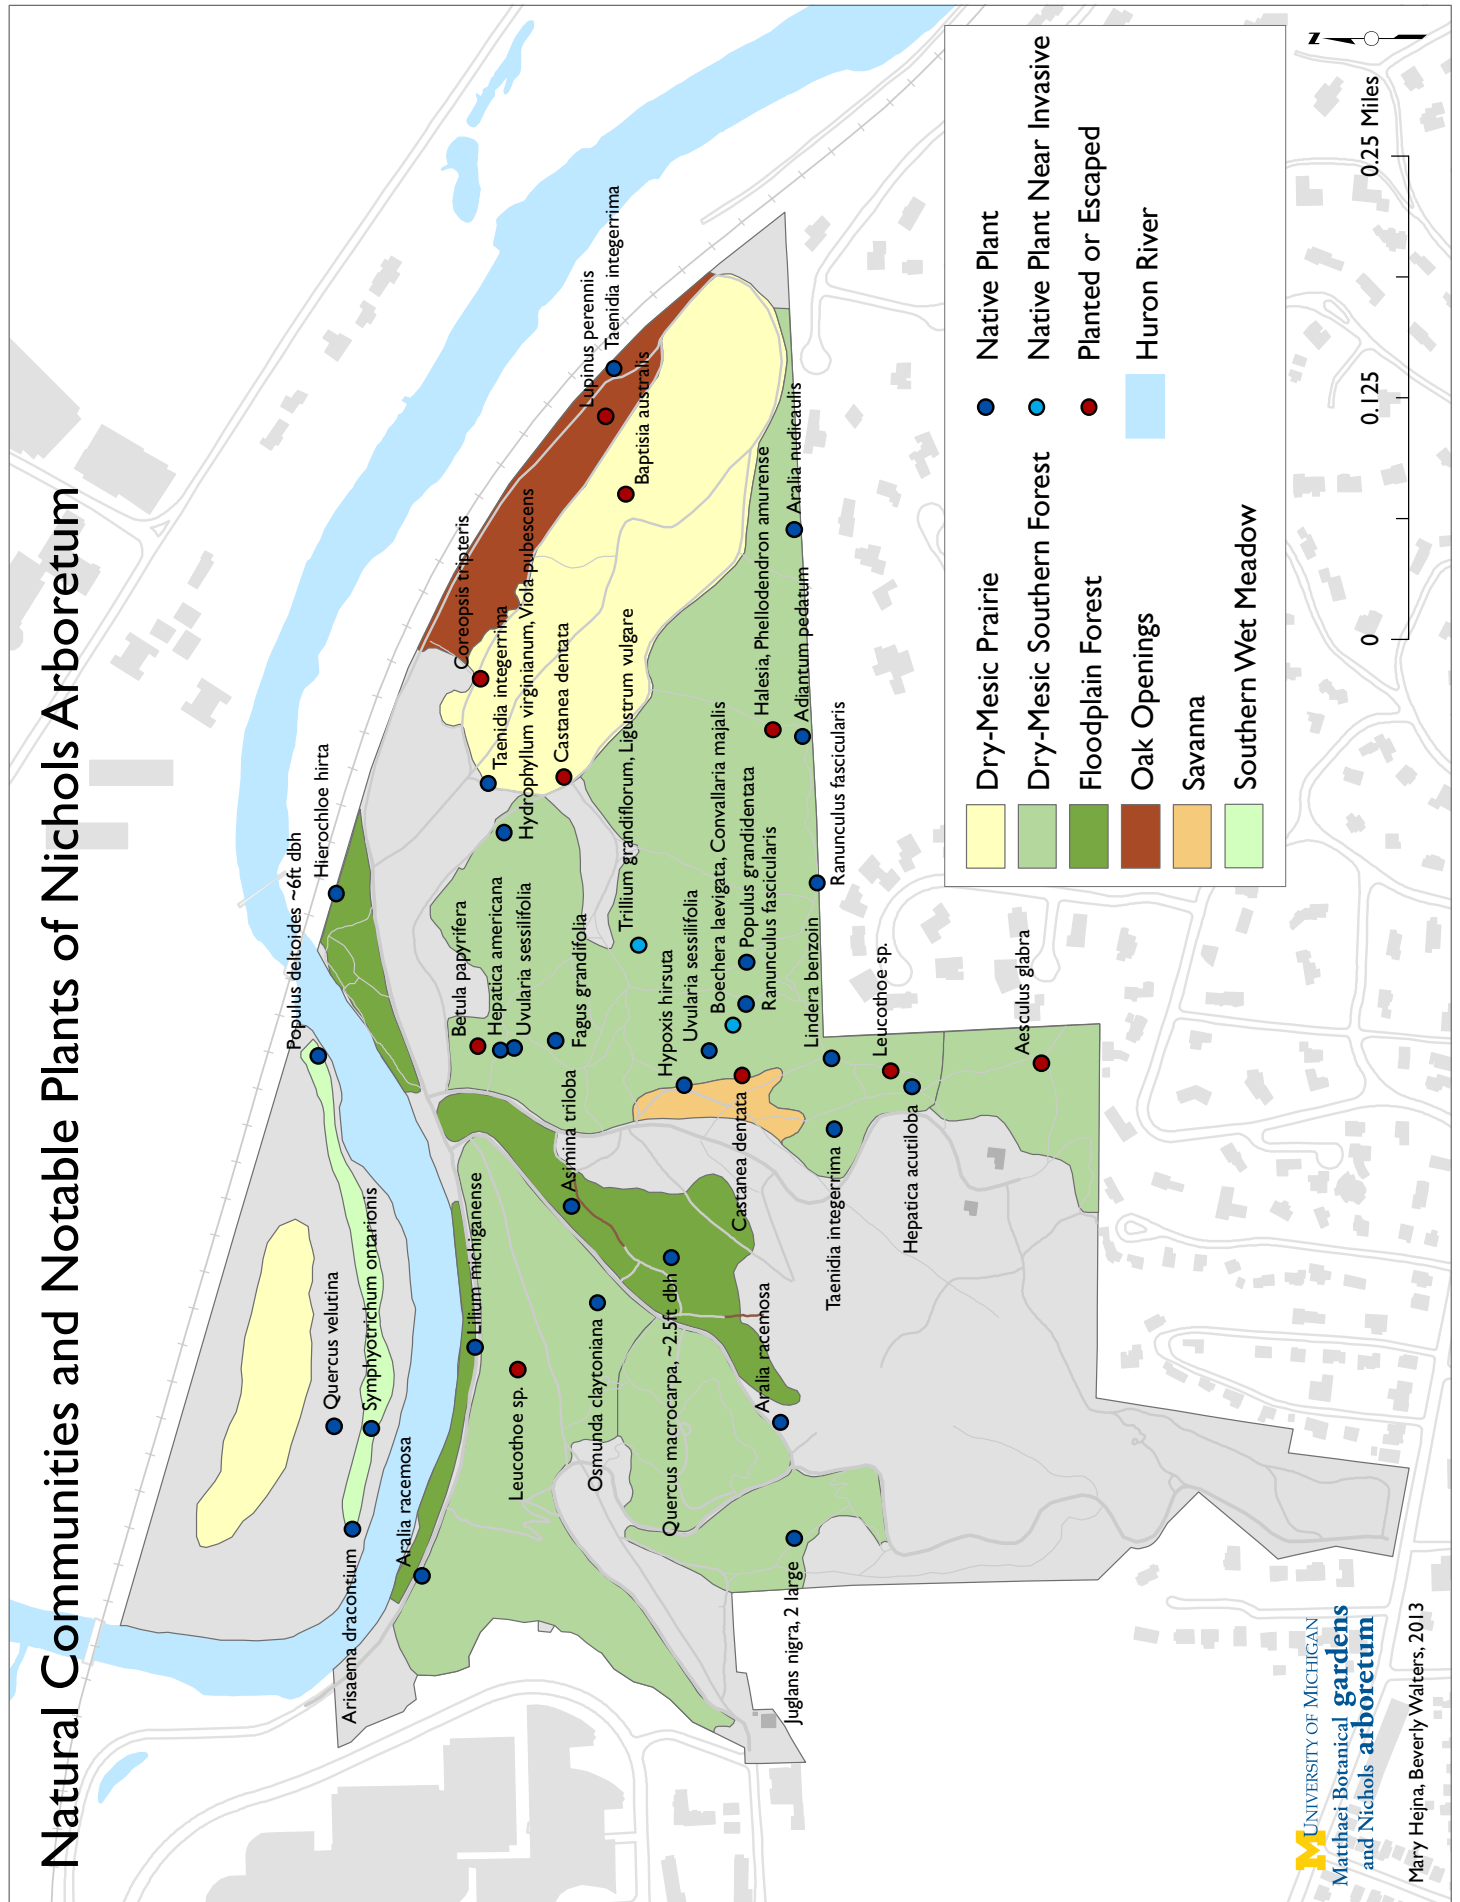 Natural Communities and Notable Plants of Nichols Arboretum
Populus deltoides ~6ft dbh
Hierochloe hirta
Quercus velutina
Symphyotrichum ontarionis
Arisaema dracontium
Aralia racemosa
Lilium michiganense
Leucothoe sp.
Coreopsis tripteris
Taenidia integerrima
Hydrophyllum virginianum, Viola pubescens
Castanea dentata
Lupinus perennis
Taenidia integerrima
Baptisia australis
Betula papyrifera
Hepatica americana
Uvularia sessilifolia
Fagus grandifolia
Asimina triloba
Osmunda claytoniana
Trillium grandiflorum, Ligustrum vulgare
Hypoxis hirsuta
Uvularia sessilifolia
Boechera laevigata, Convallaria majalis
Populus grandidentata
Ranunculus fascicularis
Halesia, Phellodendron amurense
Aralia nudicaulis
Adiantum pedatum
Ranunculus fascicularis
Lindera benzoin
Quercus macrocarpa, ~2.5ft dbh
Castanea dentata
Aralia racemosa
Juglans nigra, 2 large
Taenidia integerrima
Leucothoe sp.
Hepatica acutiloba
Aesculus glabra
Dry-Mesic Prairie
Dry-Mesic Southern Forest
Floodplain Forest
Oak Openings
Savanna
Southern Wet Meadow
Native Plant
Native Plant Near Invasive
Planted or Escaped
Huron River
N
0 0.125 0.25 Miles
M UNIVERSITY OF MICHIGAN
Matthaei Botanical gardens
and Nichols arboretum
Mary Hejna, Beverly Walters, 2013